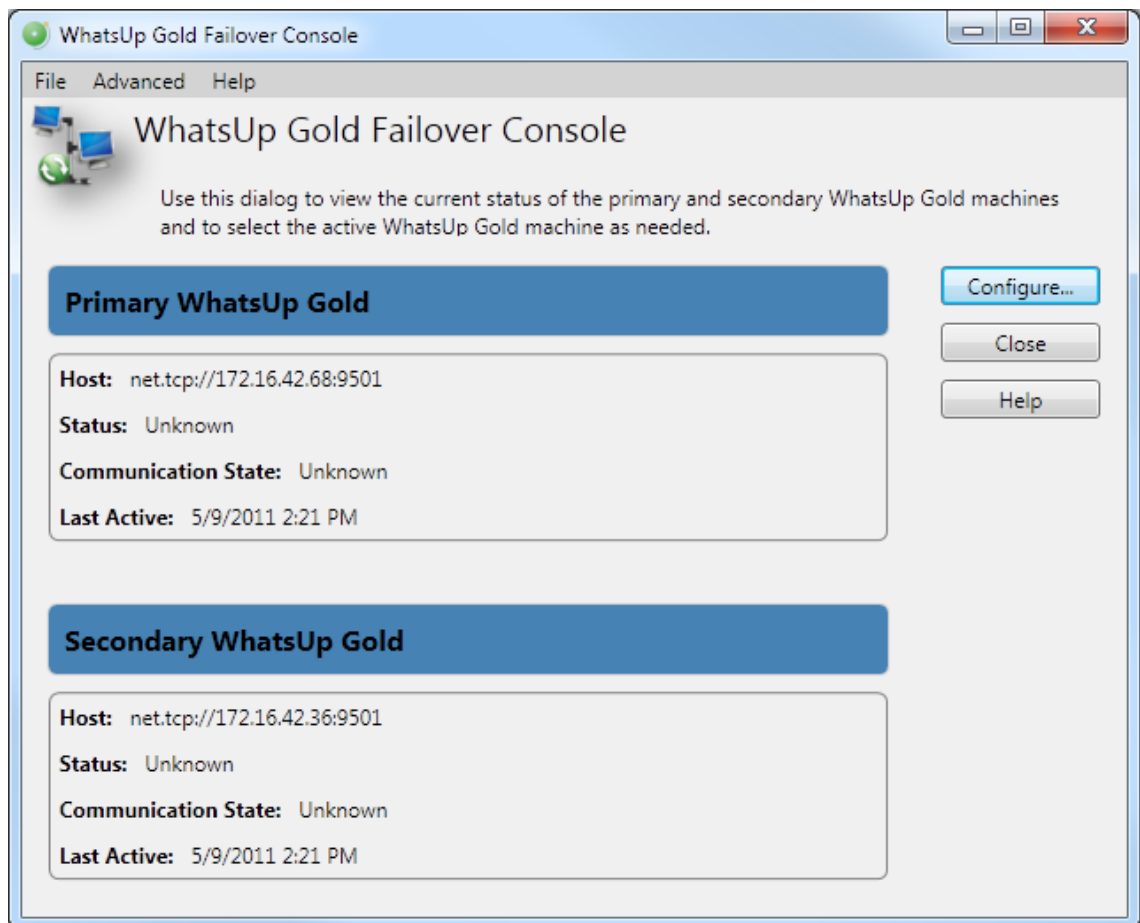 WhatsUp Gold Failover Console
File Advanced Help
WhatsUp Gold Failover Console
Use this dialog to view the current status of the primary and secondary WhatsUp Gold machines
and to select the active WhatsUp Gold machine as needed.
Primary WhatsUp Gold
Configure...
Close
Help
Host: net.tcp://172.16.42.68:9501
Status: Unknown
Communication State: Unknown
Last Active: 5/9/2011 2:21 PM
Secondary WhatsUp Gold
Host: net.tcp://172.16.42.36:9501
Status: Unknown
Communication State: Unknown
Last Active: 5/9/2011 2:21 PM